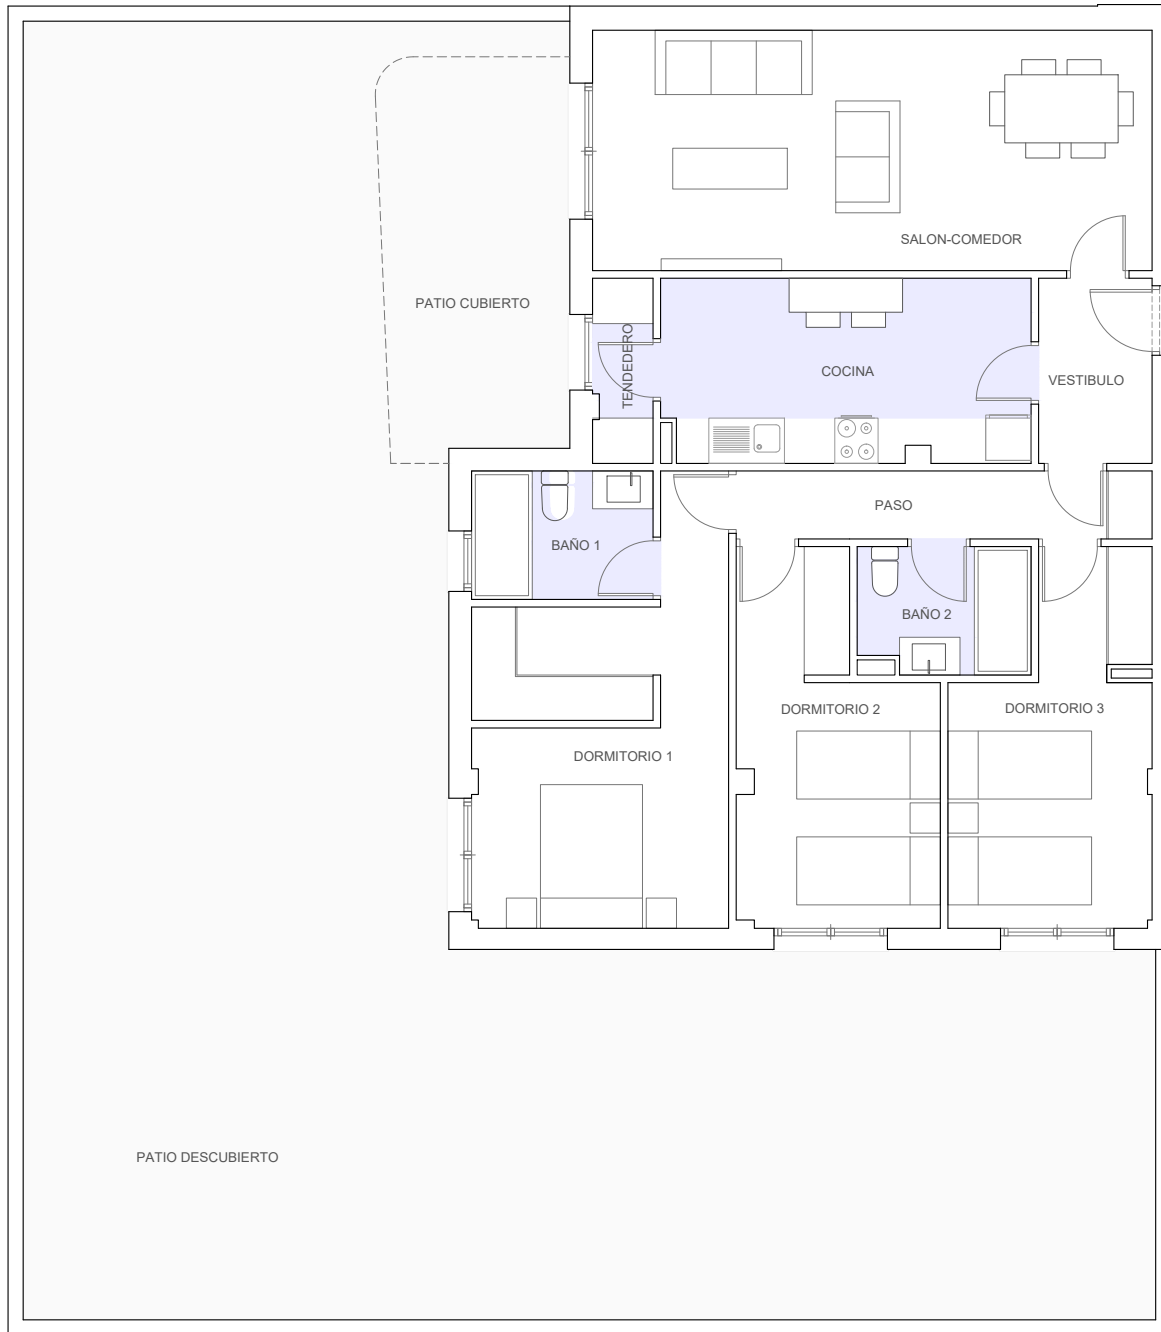 SALON-COMEDOR
PATIO CUBIERTO
TENDEDERO
COCINA
VESTIBULO
PASO
BAÑO 1
BAÑO 2
DORMITORIO 2
DORMITORIO 3
DORMITORIO 1
PATIO DESCUBIERTO